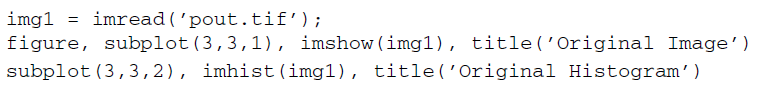 img1 = imread(’pout.tif’);
figure, subplot(3,3,1), imshow(img1), title(’Original Image’)
subplot(3,3,2), imhist(img1), title(’Original Histogram’)